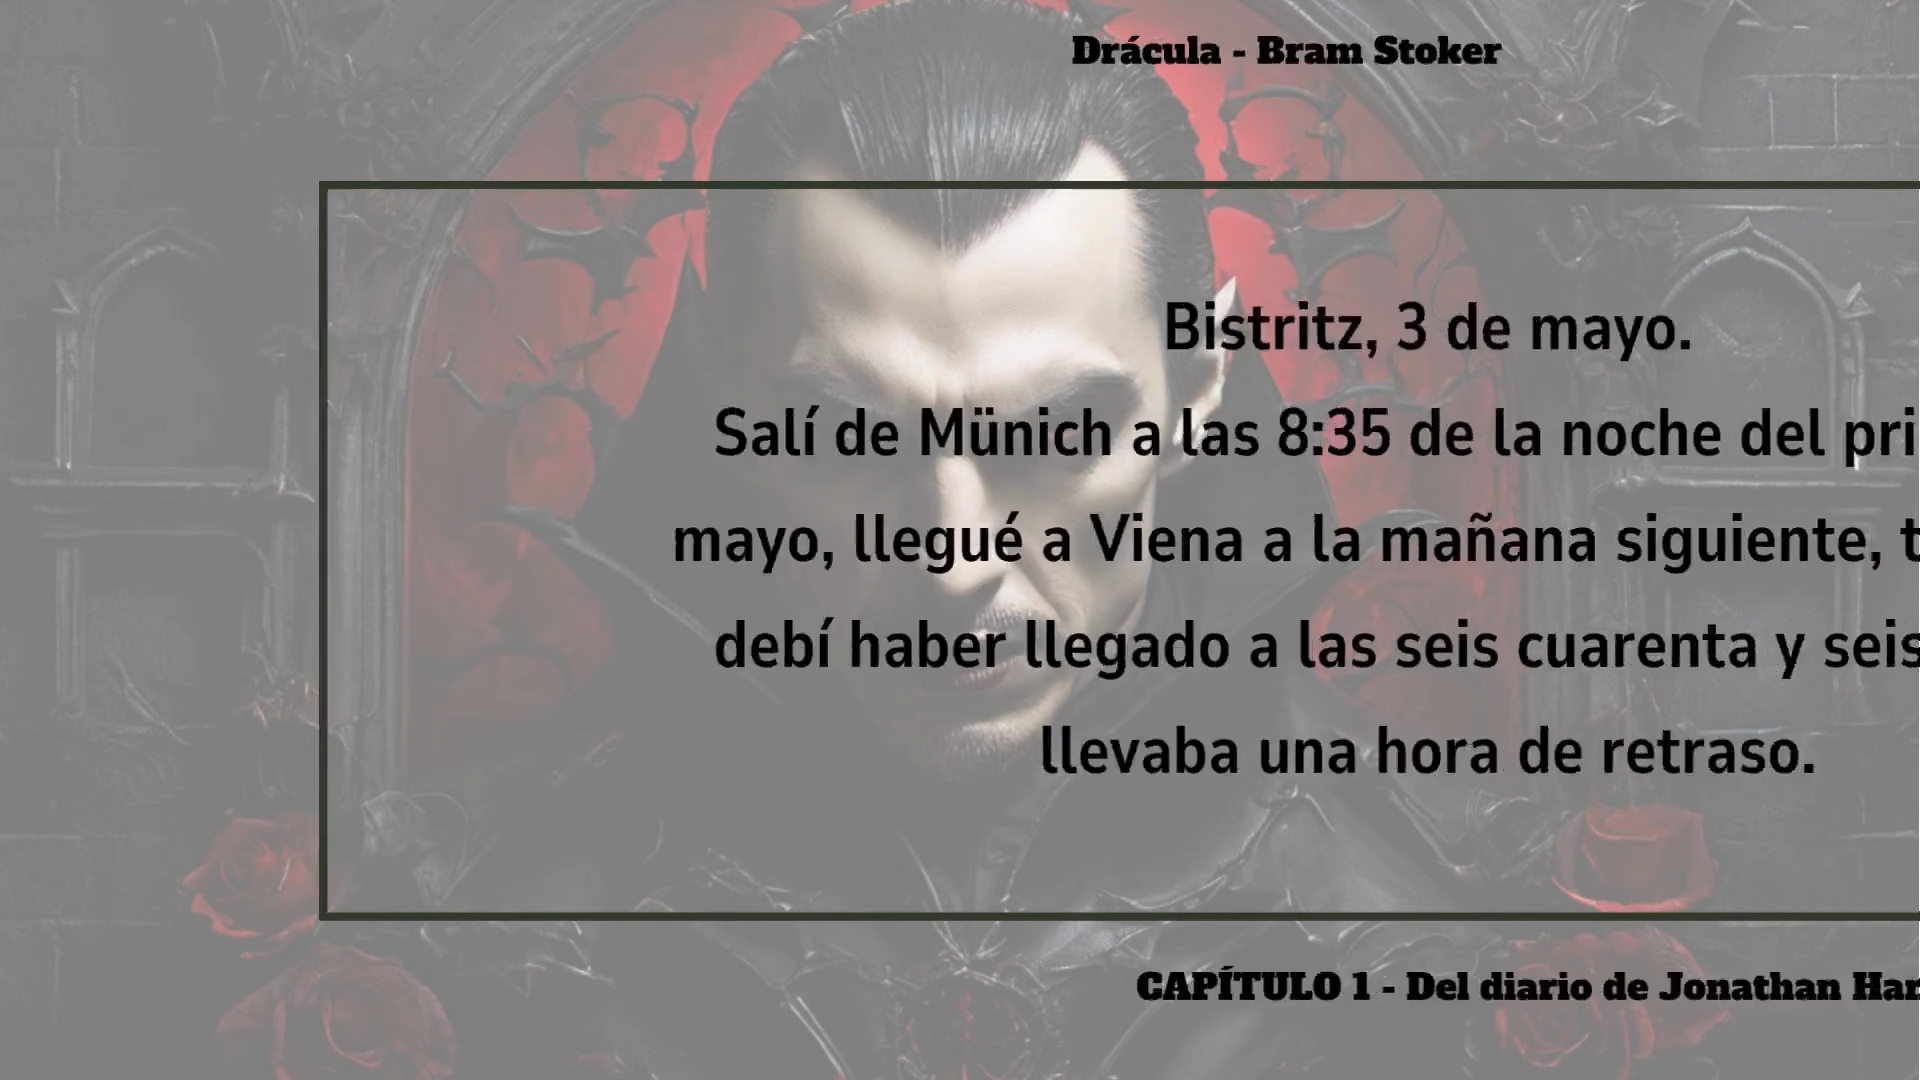 Drácula - Bram Stoker
Bistritz, 3 de mayo.
Salí de Münich a las 8:35 de la noche del
mayo, llegué a Viena a la mañana siguiente,
debí haber llegado a las seis cuarenta y seis
llevaba una hora de retraso.
CAPÍTULO 1 - Del diario de Jonathan